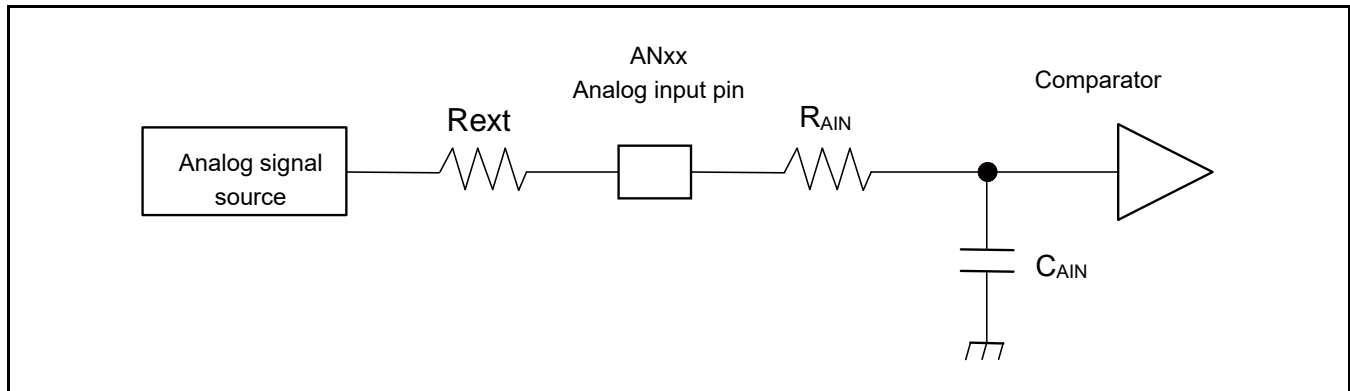 ANxx
Analog input pin
Comparator
Rext
RAIN
Analog signal
source
CAIN